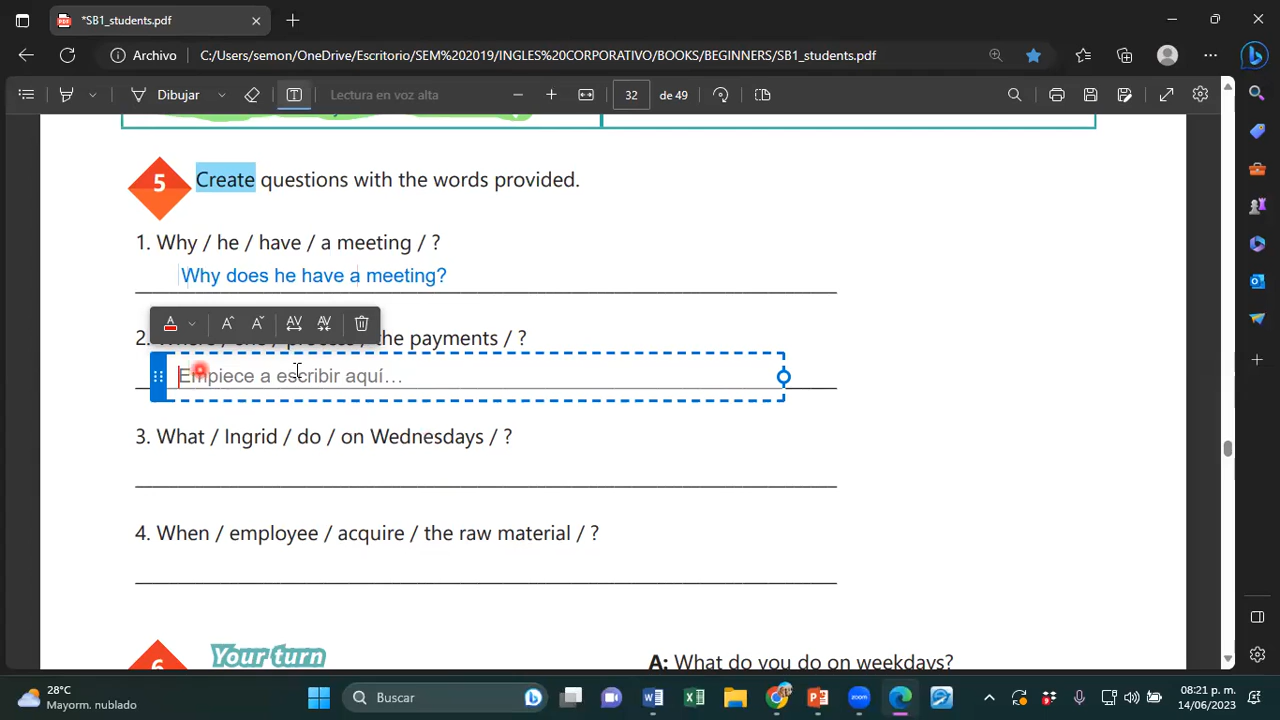 *SB1_students.pdf
Archivo C:/Users/semon/OneDrive/Escritorio/SEM%202019/INGLES%20CORPORATIVO/BOOKS/BEGINNERS/SB1_students.pdf
Dibujar Lectura en voz alta 32 de 49
5 Create questions with the words provided.
1. Why / he / have / a meeting / ?
Why does he have a meeting?
2. the payments / ?
Empiece a escribir aquí…
3. What / Ingrid / do / on Wednesdays / ?
4. When / employee / acquire / the raw material / ?
6 Your turn
A: What do you do on weekdays?
28°C
Mayorm. nublado
Buscar
08:21 p. m.
14/06/2023